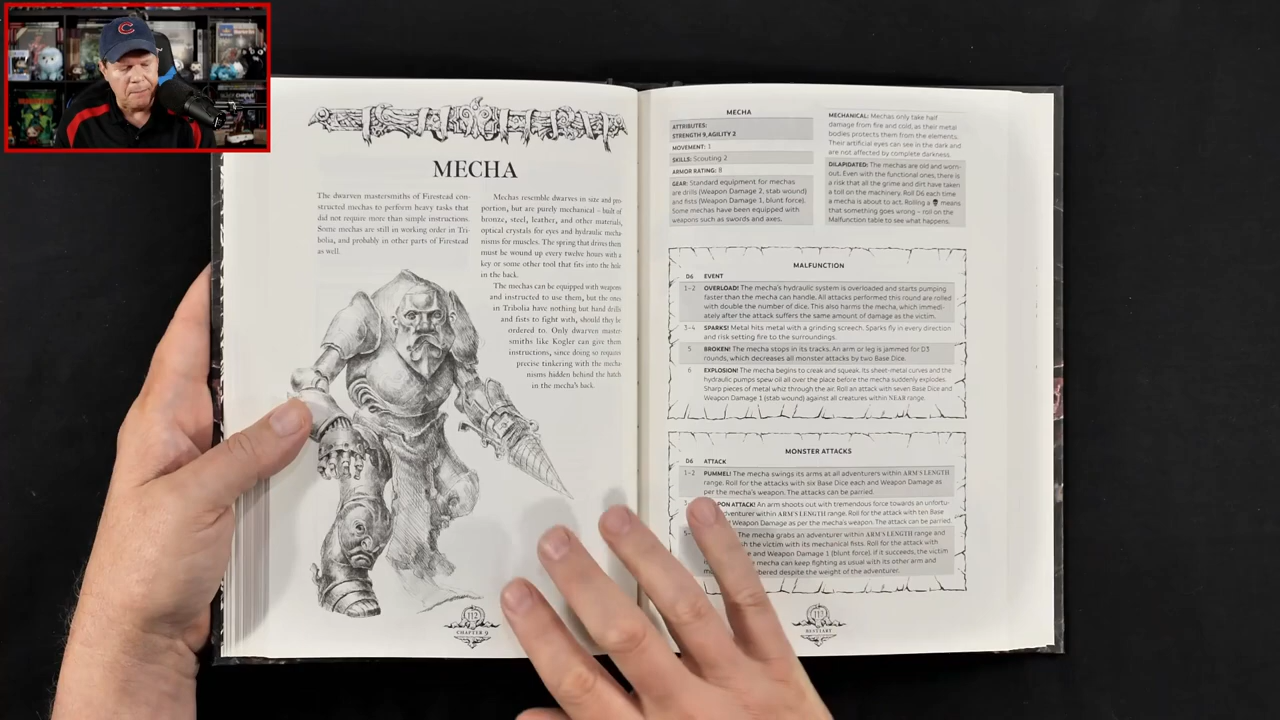 MECHA
The dwarven mastersmiths of Firestead con-
structed mechas to perform heavy tasks that
did not require more than simple instructions.
Some mechas are still in working order in Tri-
bolia, and probably in other parts of Firestead
as well.
Mechas resemble dwarves in size and pro-
portion, but are purely mechanical – built of
bronze, steel, leather, and other materials,
optical crystals for eyes and hydraulic mecha-
nisms for muscles. The spring that drives them
must be wound up every twelve hours with a
key or some other tool that fits into the hole
in the back.
The mechas can be equipped with weapons
and instructed to use them, but the ones
in Tribolia have nothing but hand drills
and fists to fight with, should they be
ordered to. Only dwarven master-
smiths like Kogler can give them
instructions, since doing so requires
precise tinkering with the mecha-
nisms hidden behind the hatch
in the mecha's back.
112
CHAPTER 9
MECHA
ATTRIBUTES:
STRENGTH 9, AGILITY 2
MOVEMENT: 1
SKILLS: Scouting 2
ARMOR RATING: 8
GEAR: Standard equipment for mechas
are drills (Weapon Damage 2, stab wound)
and fists (Weapon Damage 1, blunt force).
Some mechas have been equipped with
weapons such as swords and axes.
MECHANICAL: Mechas only take half
damage from fire and cold, as their metal
bodies protects them from the elements.
Their artificial eyes can see in the dark and
are not affected by complete darkness.
DILAPIDATED: The mechas are old and worn-
out. Even with the functional ones, there is
a risk that all the grime and dirt have taken
a toll on the machinery. Roll D6 each time
a mecha is about to act. Rolling a means
that something goes wrong – roll on the
Malfunction table to see what happens.
MALFUNCTION
D6 EVENT
1–2 OVERLOAD! The mecha's hydraulic system is overloaded and starts pumping
faster than the mecha can handle. All attacks performed this round are rolled
with double the number of dice. This also harms the mecha, which immedi-
ately after the attack suffers the same amount of damage as the victim.
3–4 SPARKS! Metal hits metal with a grinding screech. Sparks fly in every direction
and risk setting fire to the surroundings.
5 BROKEN! The mecha stops in its tracks. An arm or leg is jammed for D3
rounds, which decreases all monster attacks by two Base Dice.
6 EXPLOSION! The mecha begins to creak and squeak. Its sheet-metal curves and the
hydraulic pumps spew oil all over the place before the mecha suddenly explodes.
Sharp pieces of metal whiz through the air. Roll an attack with seven Base Dice and
Weapon Damage 1 (stab wound) against all creatures within NEAR range.
MONSTER ATTACKS
D6 ATTACK
1–2 PUMMEL! The mecha swings its arms at all adventurers within ARM'S LENGTH
range. Roll for the attacks with six Base Dice each and Weapon Damage as
per the mecha's weapon. The attacks can be parried.
ATTACK! An arm shoots out with tremendous force towards an unfortu-
adventurer within ARM'S LENGTH range. Roll for the attack with ten Base
Weapon Damage as per the mecha's weapon. The attack can be parried.
The mecha grabs an adventurer within ARM'S LENGTH range and
the victim with its mechanical fists. Roll for the attack with
and Weapon Damage 1 (blunt force). If it succeeds, the victim
mecha can keep fighting as usual with its other arm and
despite the weight of the adventurer.
113
BESTIARY